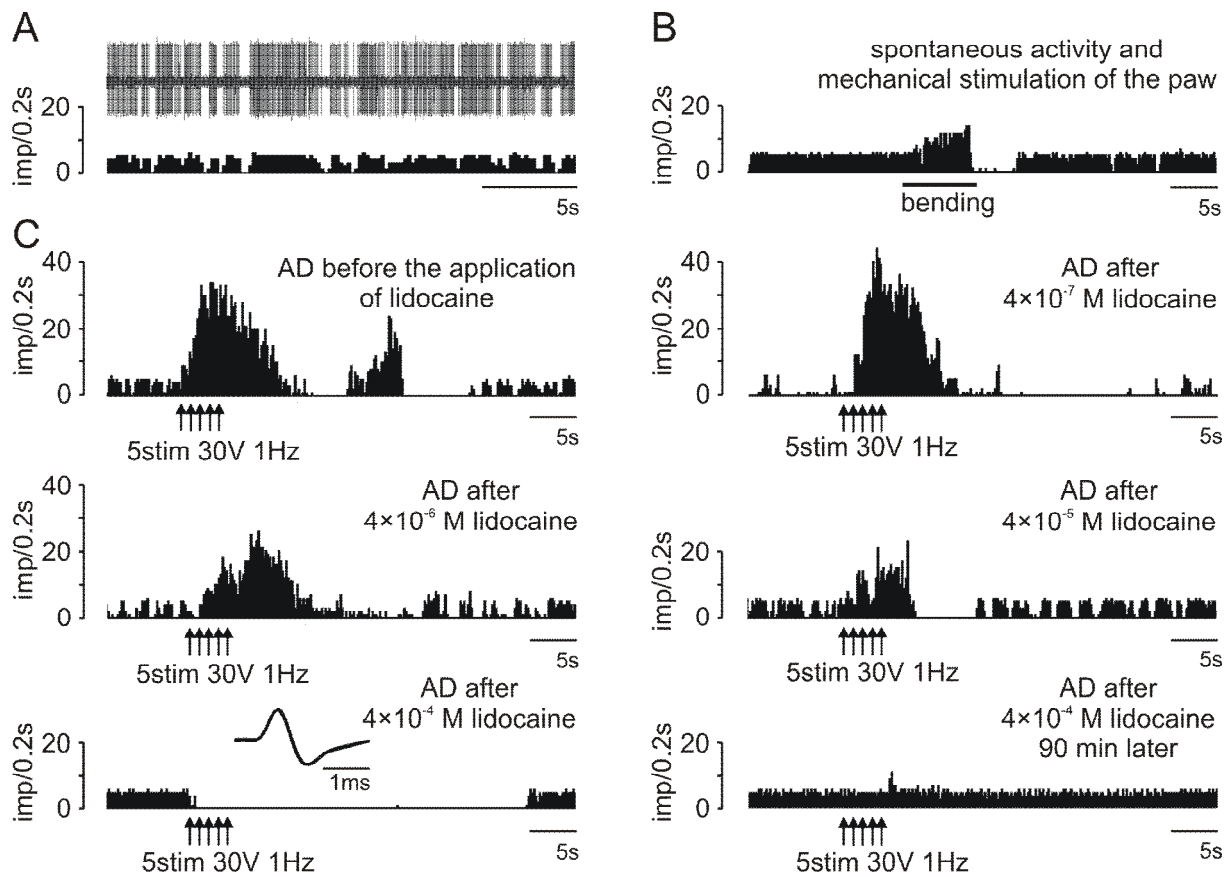 A
imp/0.2s
20
0
5s
B
spontaneous activity and
mechanical stimulation of the paw
imp/0.2s
20
0
bending
5s
C
imp/0.2s
40
20
0
AD before the application
of lidocaine
5stim 30V 1Hz
5s
imp/0.2s
40
20
0
AD after
4×10⁻⁷ M lidocaine
5stim 30V 1Hz
5s
imp/0.2s
40
20
0
AD after
4×10⁻⁶ M lidocaine
5stim 30V 1Hz
5s
imp/0.2s
20
0
AD after
4×10⁻⁵ M lidocaine
5stim 30V 1Hz
5s
imp/0.2s
20
0
AD after
4×10⁻⁴ M lidocaine
1ms
5stim 30V 1Hz
5s
imp/0.2s
20
0
AD after
4×10⁻⁴ M lidocaine
90 min later
5stim 30V 1Hz
5s